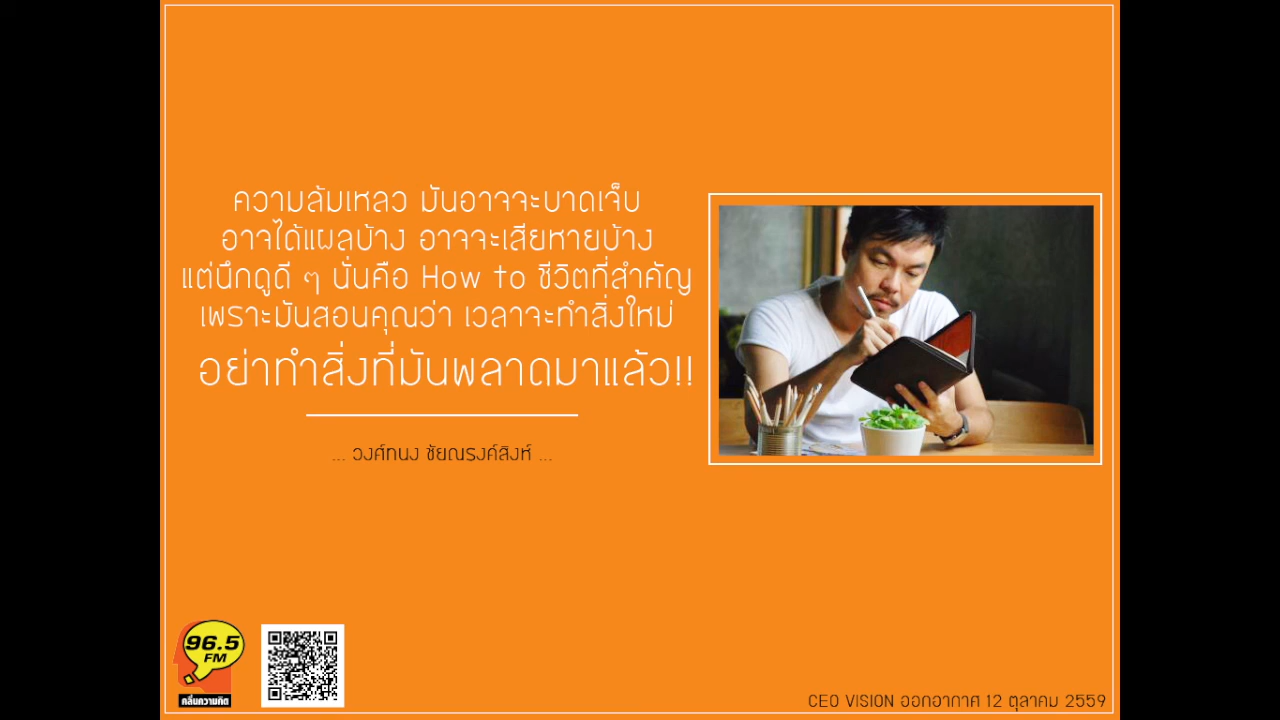 ความล้มเหลว มันอาจจะบาดเจ็บ
อาจได้แผลบ้าง อาจจะเสียหายบ้าง
แต่นึกดูดี ๆ นั่นคือ How to ชีวิตที่สำคัญ
เพราะมันสอนคุณว่า เวลาจะทำสิ่งใหม่
อย่าทำสิ่งที่มันพลาดมาแล้ว!!
... วงศ์ทนง ชัยณรงค์สิงห์ ...
96.5
FM
คลื่นความคิด
CEO VISION ออกอากาศ 12 ตุลาคม 2559